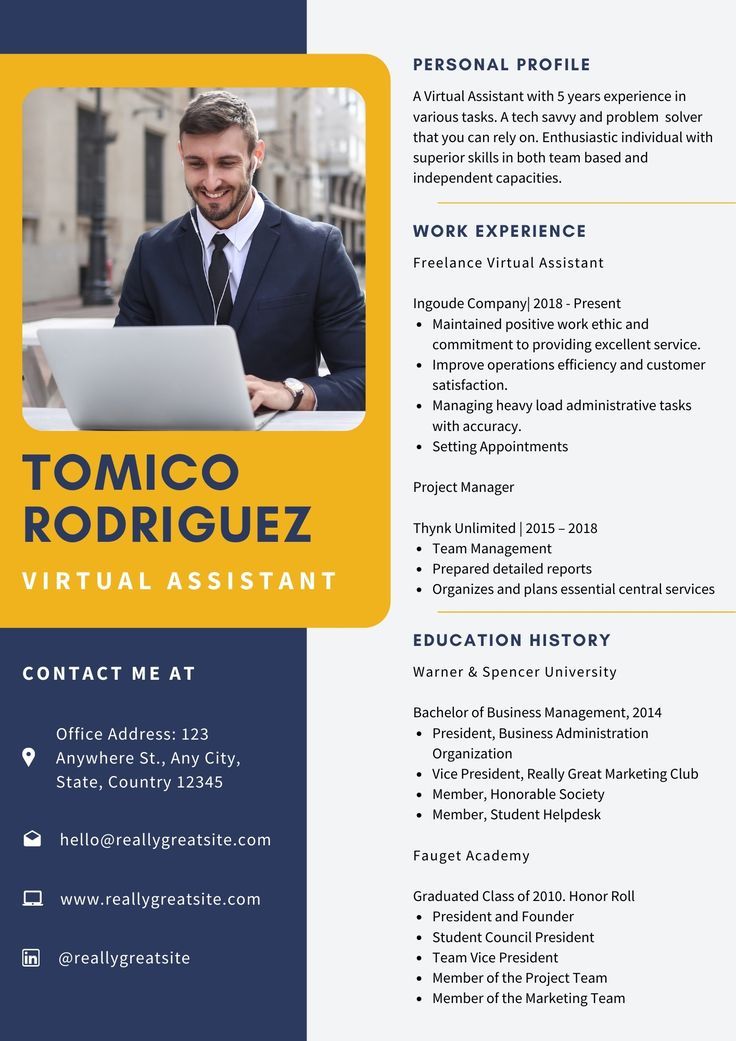 TOMICO
RODRIGUEZ
VIRTUAL ASSISTANT
CONTACT ME AT
Office Address: 123
Anywhere St., Any City,
State, Country 12345
hello@reallygreatsite.com
www.reallygreatsite.com
@reallygreatsite
PERSONAL PROFILE
A Virtual Assistant with 5 years experience in
various tasks. A tech savvy and problem solver
that you can rely on. Enthusiastic individual with
superior skills in both team based and
independent capacities.
WORK EXPERIENCE
Freelance Virtual Assistant
Ingoude Company| 2018 - Present
• Maintained positive work ethic and
commitment to providing excellent service.
• Improve operations efficiency and customer
satisfaction.
• Managing heavy load administrative tasks
with accuracy.
• Setting Appointments
Project Manager
Thynk Unlimited | 2015 – 2018
• Team Management
• Prepared detailed reports
• Organizes and plans essential central services
EDUCATION HISTORY
Warner & Spencer University
Bachelor of Business Management, 2014
• President, Business Administration
Organization
• Vice President, Really Great Marketing Club
• Member, Honorable Society
• Member, Student Helpdesk
Fauget Academy
Graduated Class of 2010. Honor Roll
• President and Founder
• Student Council President
• Team Vice President
• Member of the Project Team
• Member of the Marketing Team